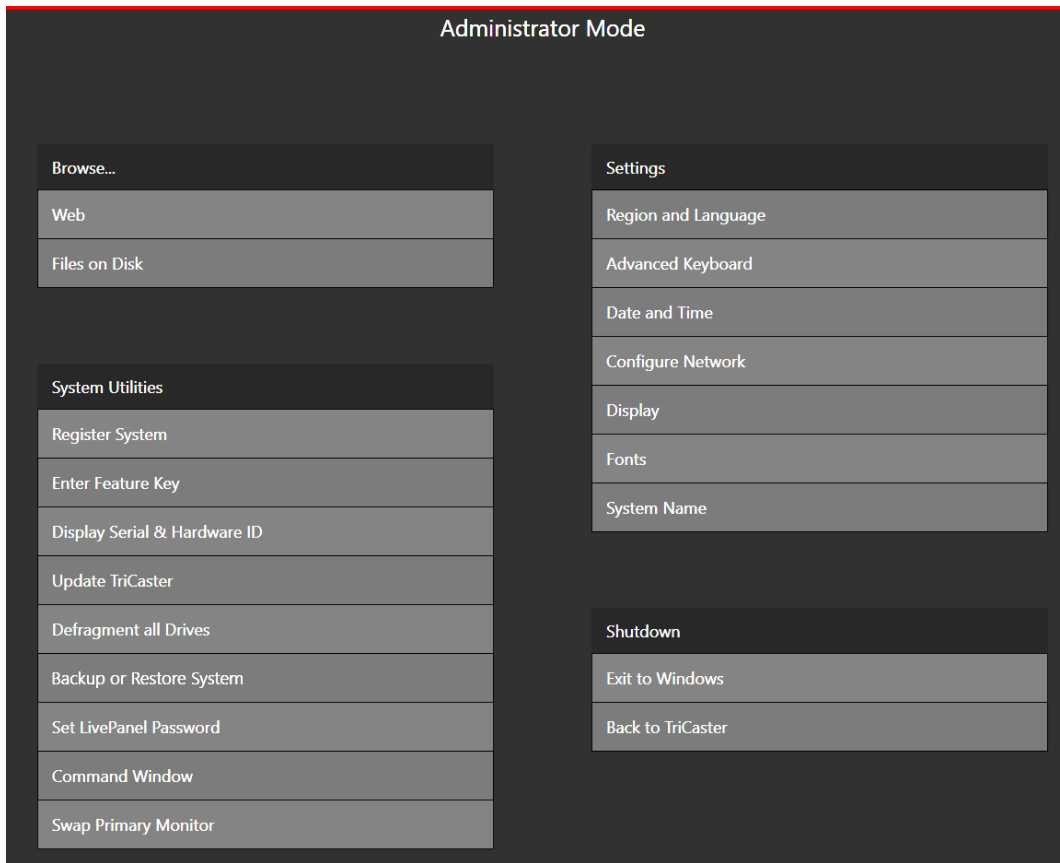 Administrator Mode
Browse...
Web
Files on Disk
System Utilities
Register System
Enter Feature Key
Display Serial & Hardware ID
Update TriCaster
Defragment all Drives
Backup or Restore System
Set LivePanel Password
Command Window
Swap Primary Monitor
Settings
Region and Language
Advanced Keyboard
Date and Time
Configure Network
Display
Fonts
System Name
Shutdown
Exit to Windows
Back to TriCaster